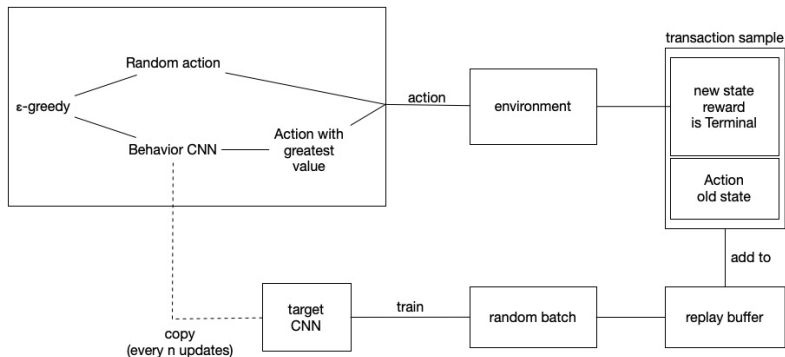 transaction sample
Random action
ε-greedy
Behavior CNN
Action with
greatest
value
action
environment
new state
reward
is Terminal
Action
old state
add to
target
CNN
train
random batch
replay buffer
copy
(every n updates)